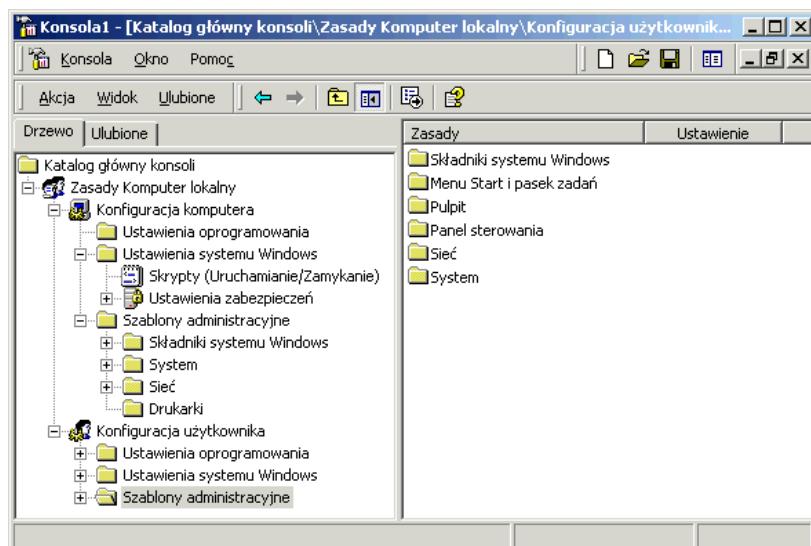 Konsola1 - [Katalog główny konsoli\Zasady Komputer lokalny\Konfiguracja użytkownik...
Konsola Okno Pomoc
Akcja Widok Ulubione
Drzewo Ulubione
Katalog główny konsoli
Zasady Komputer lokalny
Konfiguracja komputera
Ustawienia oprogramowania
Ustawienia systemu Windows
Skrypty (Uruchamianie/Zamykanie)
Ustawienia zabezpieczeń
Szablony administracyjne
Składniki systemu Windows
System
Sieć
Drukarki
Konfiguracja użytkownika
Ustawienia oprogramowania
Ustawienia systemu Windows
Szablony administracyjne
Zasady Ustawienie
Składniki systemu Windows
Menu Start i pasek zadań
Pulpit
Panel sterowania
Sieć
System